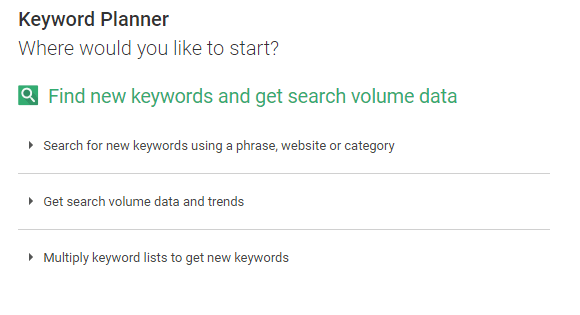 Keyword Planner
Where would you like to start?
Find new keywords and get search volume data
Search for new keywords using a phrase, website or category
Get search volume data and trends
Multiply keyword lists to get new keywords